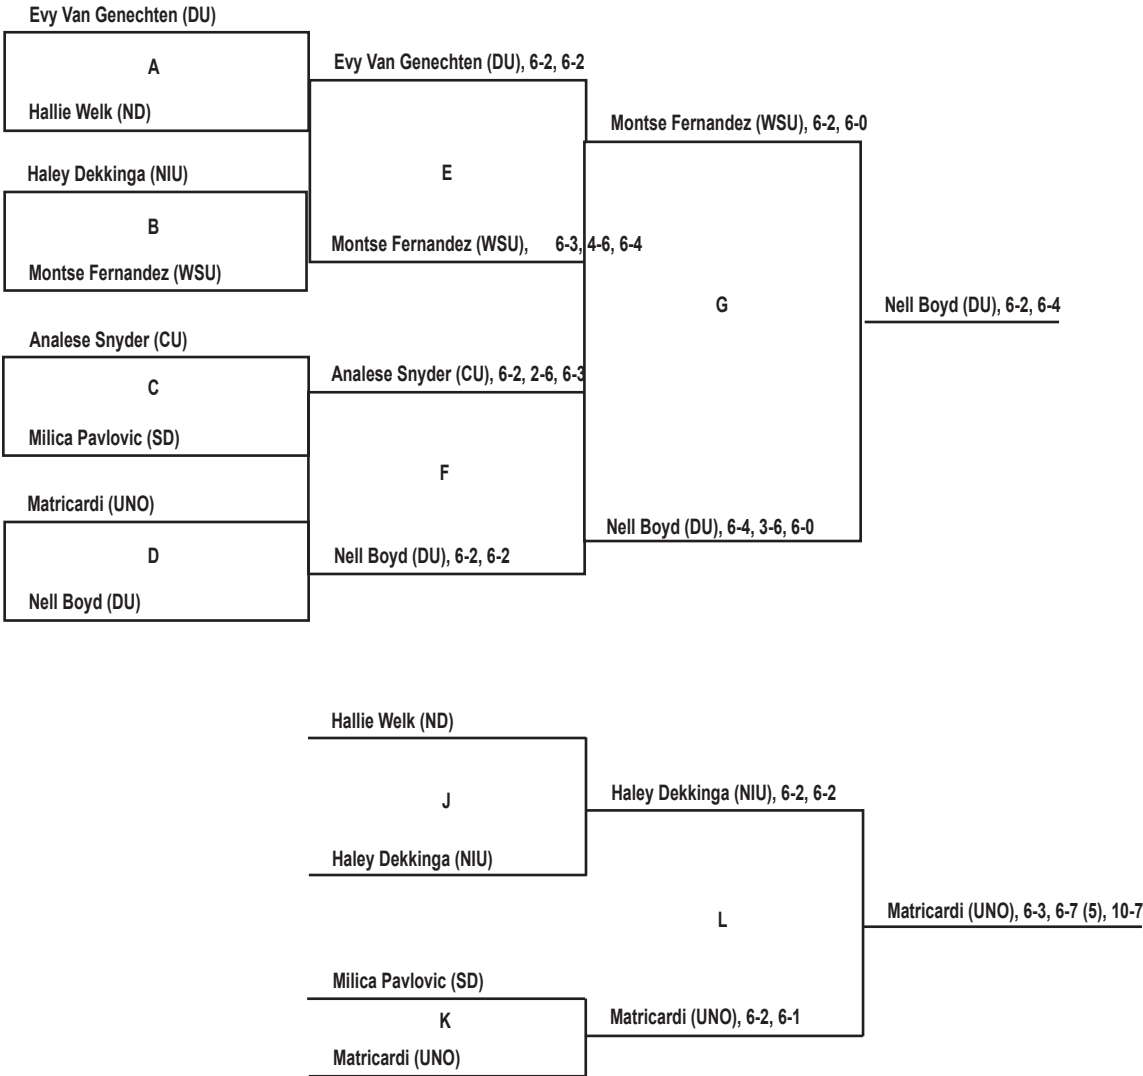 Evy Van Genechten (DU)
A
Hallie Welk (ND)
Haley Dekkinga (NIU)
B
Montse Fernandez (WSU)
Analese Snyder (CU)
C
Milica Pavlovic (SD)
Matricardi (UNO)
D
Nell Boyd (DU)
Evy Van Genechten (DU), 6-2, 6-2
E
Montse Fernandez (WSU), 6-3, 4-6, 6-4
Analese Snyder (CU), 6-2, 2-6, 6-3
F
Nell Boyd (DU), 6-2, 6-2
Montse Fernandez (WSU), 6-2, 6-0
G
Nell Boyd (DU), 6-4, 3-6, 6-0
Nell Boyd (DU), 6-2, 6-4
Hallie Welk (ND)
J
Haley Dekkinga (NIU)
Milica Pavlovic (SD)
K
Matricardi (UNO)
Haley Dekkinga (NIU), 6-2, 6-2
L
Matricardi (UNO), 6-2, 6-1
Matricardi (UNO), 6-3, 6-7 (5), 10-7